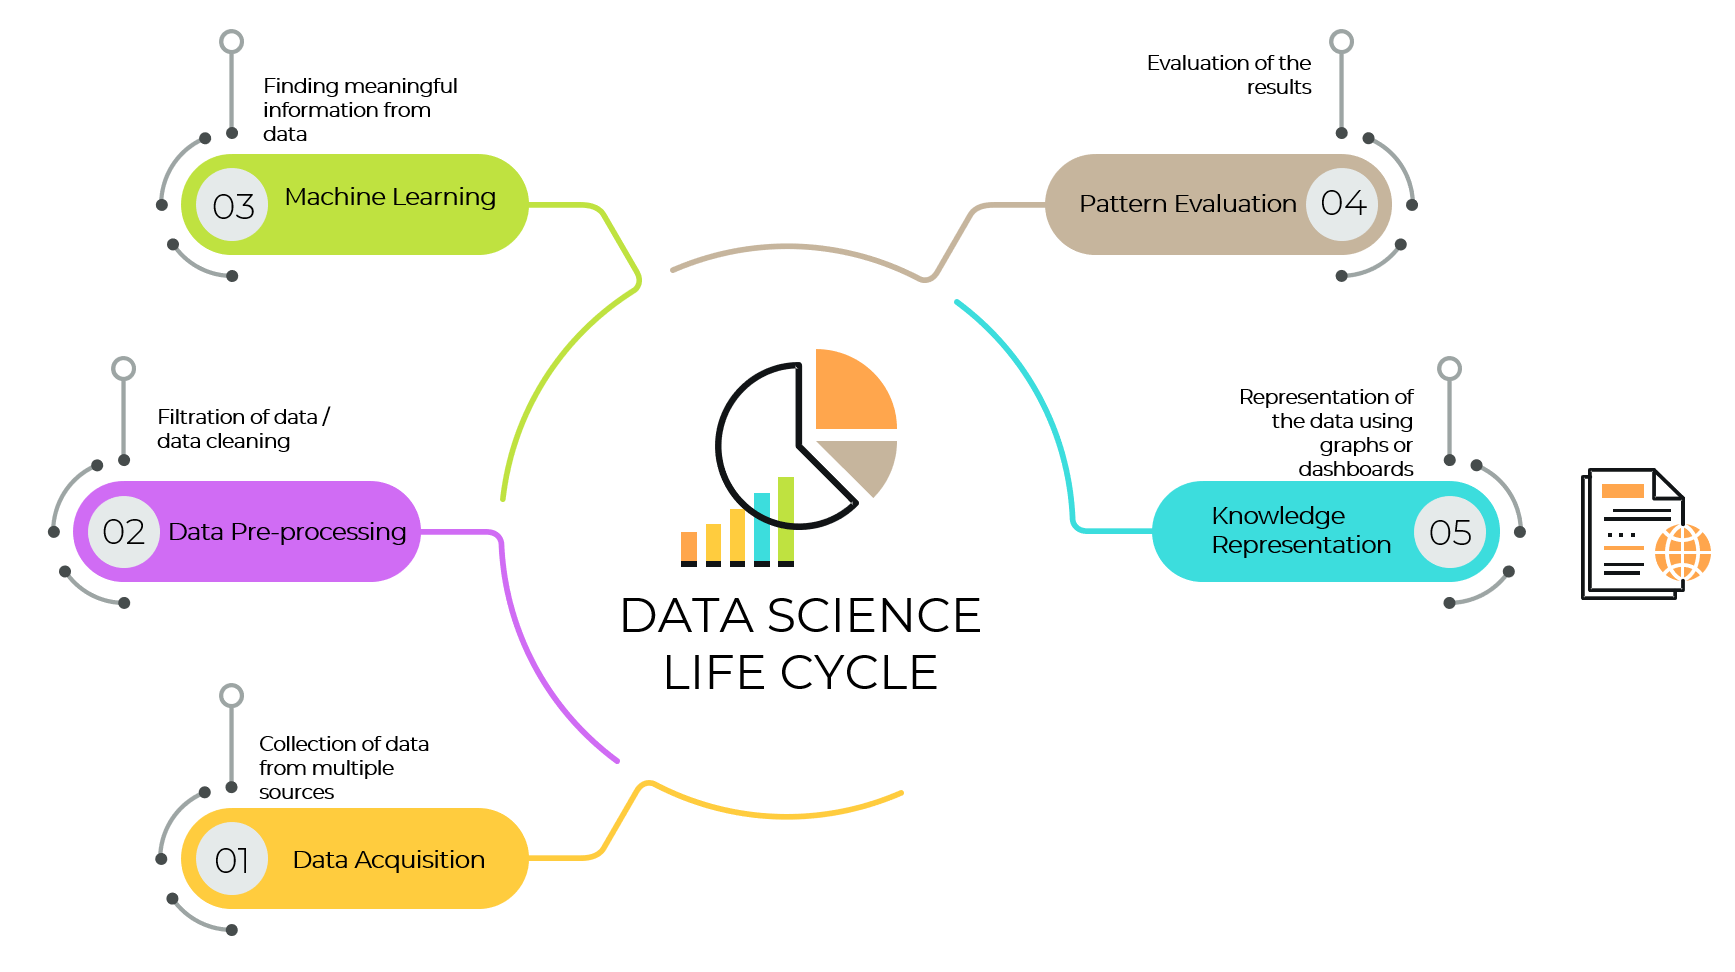 Finding meaningful
information from
data
03
Machine Learning
Evaluation of the
results
Pattern Evaluation
04
Filtration of data /
data cleaning
02
Data Pre-processing
Representation of
the data using
graphs or
dashboards
Knowledge
Representation
05
DATA SCIENCE
LIFE CYCLE
Collection of data
from multiple
sources
01
Data Acquisition